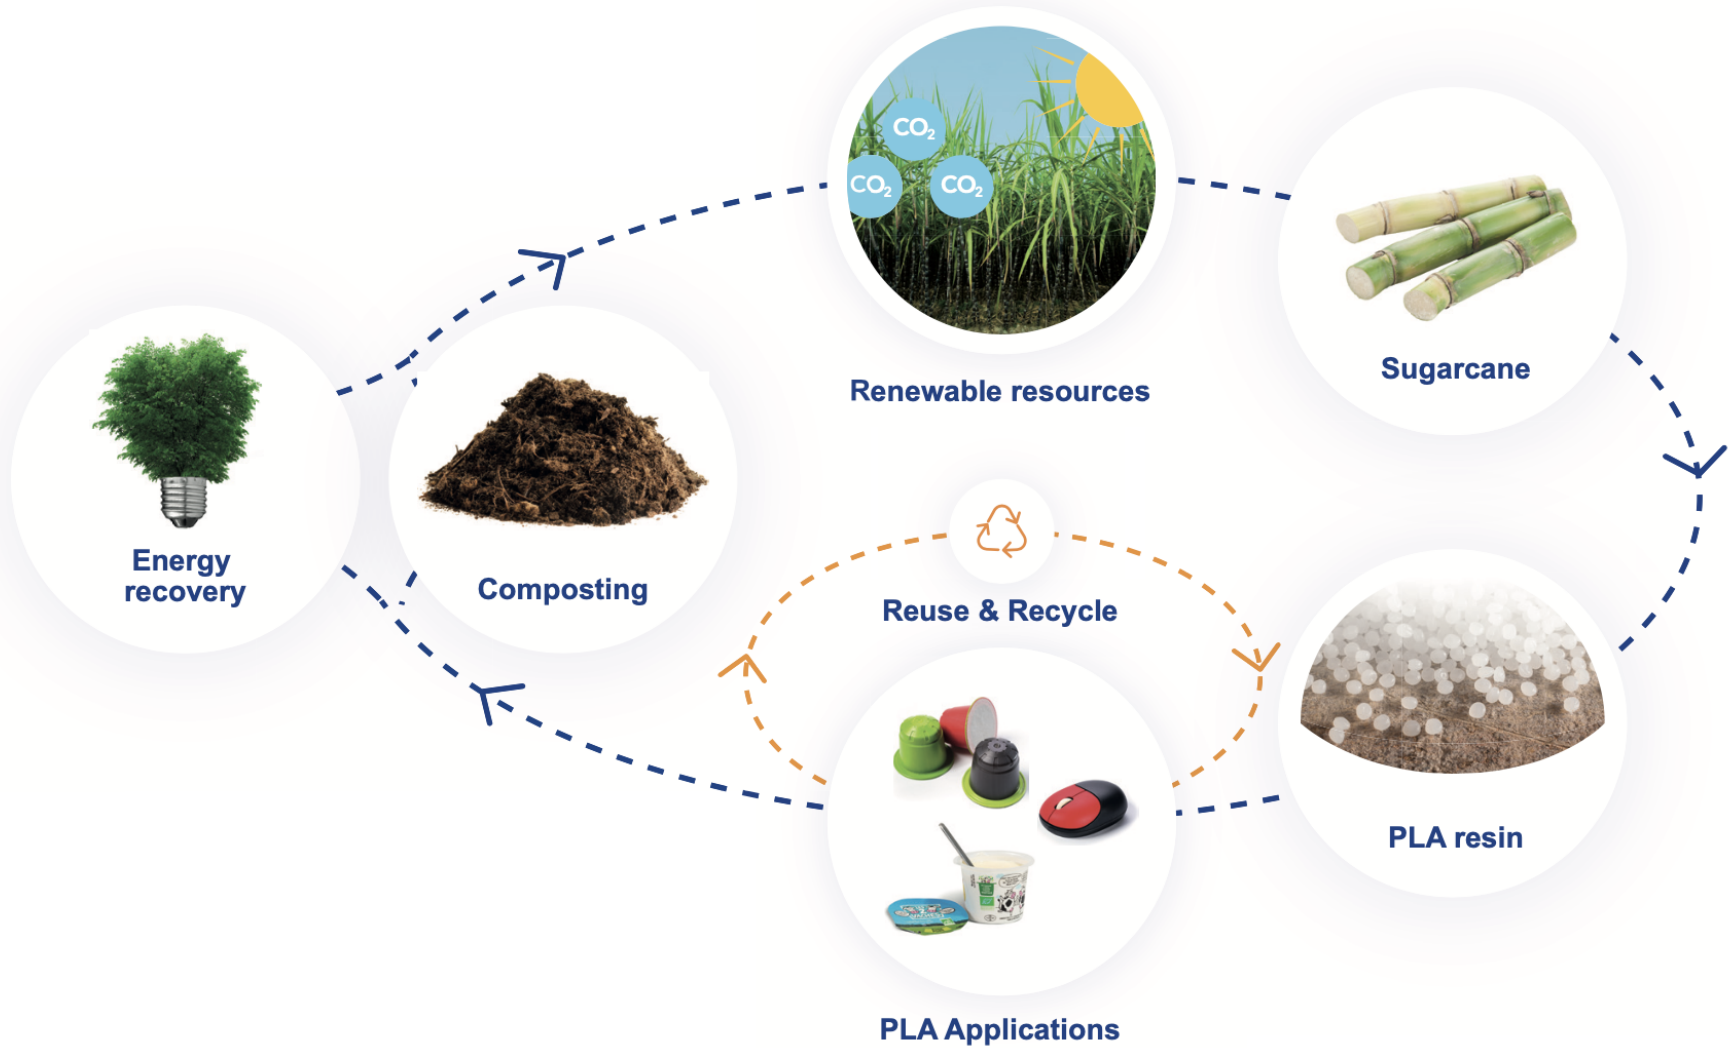 CO₂
CO₂
CO₂
Renewable resources
Sugarcane
Energy
recovery
Composting
Reuse & Recycle
PLA resin
PLA Applications